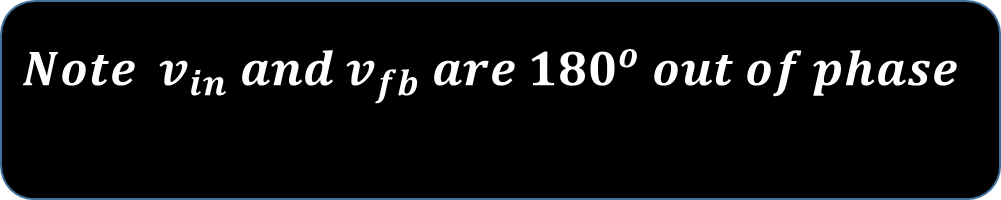 Note v_in and v_fb are 180° out of phase